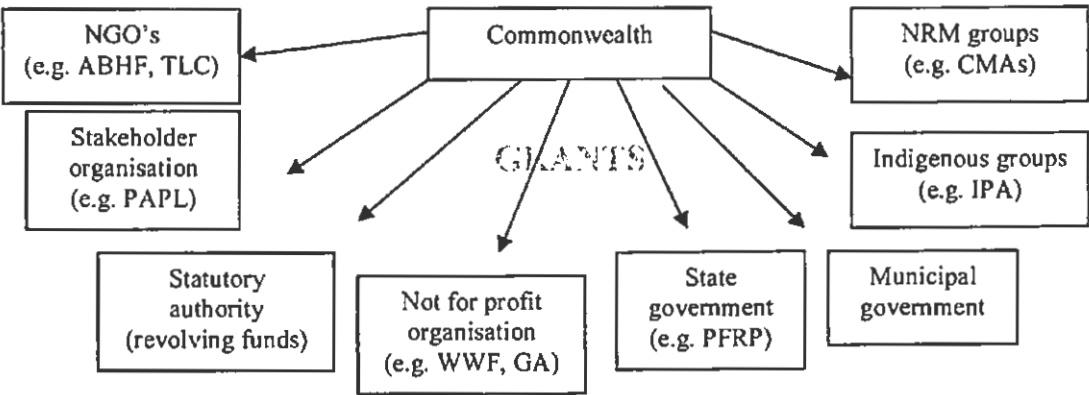 NGO's
(e.g. ABHF, TLC)
Commonwealth
NRM groups
(e.g. CMAs)
Stakeholder
organisation
(e.g. PAPL)
GRANTS
Indigenous groups
(e.g. IPA)
Statutory
authority
(revolving funds)
Not for profit
organisation
(e.g. WWF, GA)
State
government
(e.g. PFRP)
Municipal
government